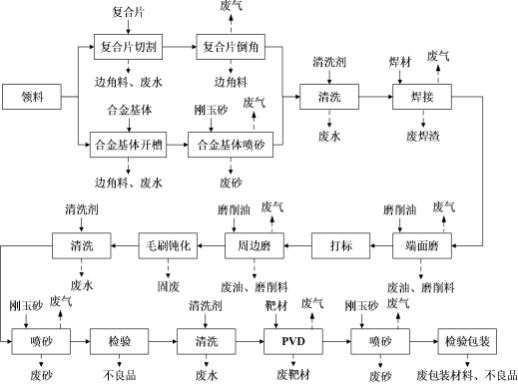 复合片
废气
复合片切割
复合片倒角
边角料、废水
边角料
领料
合金基体
刚玉砂
废气
合金基体开槽
合金基体喷砂
边角料、废水
废砂
清洗剂
焊材
废气
清洗
焊接
废水
废焊渣
清洗剂
磨削油
废气
磨削油
废气
清洗
毛刷钝化
周边磨
打标
端面磨
废水
固废
废油、磨削料
废油、磨削料
刚玉砂
废气
清洗剂
靶材
废气
刚玉砂
废气
喷砂
检验
清洗
PVD
喷砂
检验包装
废砂
不良品
废水
废靶材
废砂
废包装材料、不良品